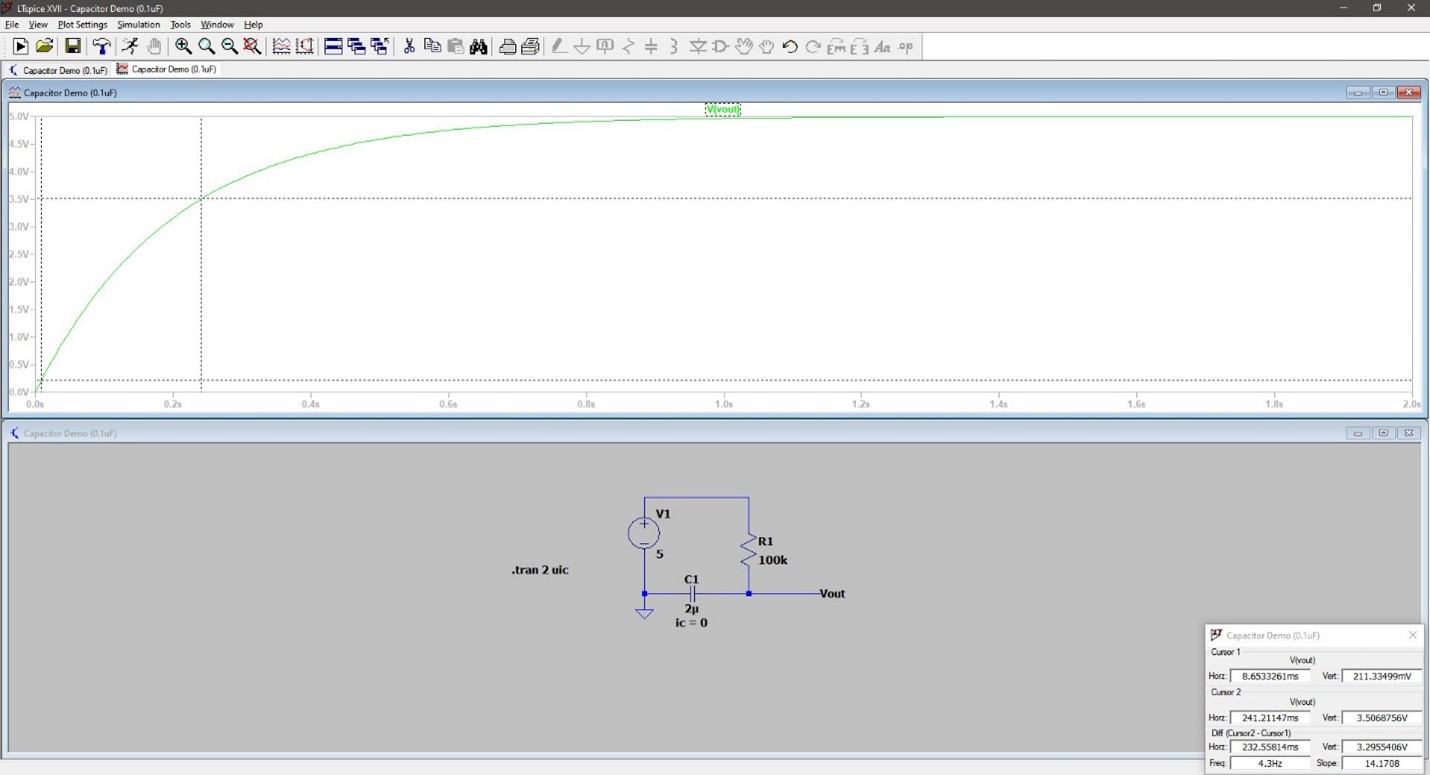 LTspice XVII - Capacitor Demo (0.1uF)
File View Plot Settings Simulation Tools Window Help
Capacitor Demo (0.1uF) Capacitor Demo (0.1uF)
Capacitor Demo (0.1uF)
V(vout)
5.0V
4.5V
4.0V
3.5V
3.0V
2.5V
2.0V
1.5V
1.0V
0.5V
0.0V
0.0s 0.2s 0.4s 0.6s 0.8s 1.0s 1.2s 1.4s 1.6s 1.8s 2.0s
Capacitor Demo (0.1uF)
V1
5
R1
100k
.tran 2 uic
C1
2µ
ic = 0
Vout
Capacitor Demo (0.1uF)
Cursor 1
V(vout)
Horz: 8.6533261ms Vert: 211.33499mV
Cursor 2
V(vout)
Horz: 241.21147ms Vert: 3.5068756V
Diff (Cursor2 - Cursor1)
Horz: 232.55814ms Vert: 3.2955406V
Freq: 4.3Hz Slope: 14.1708